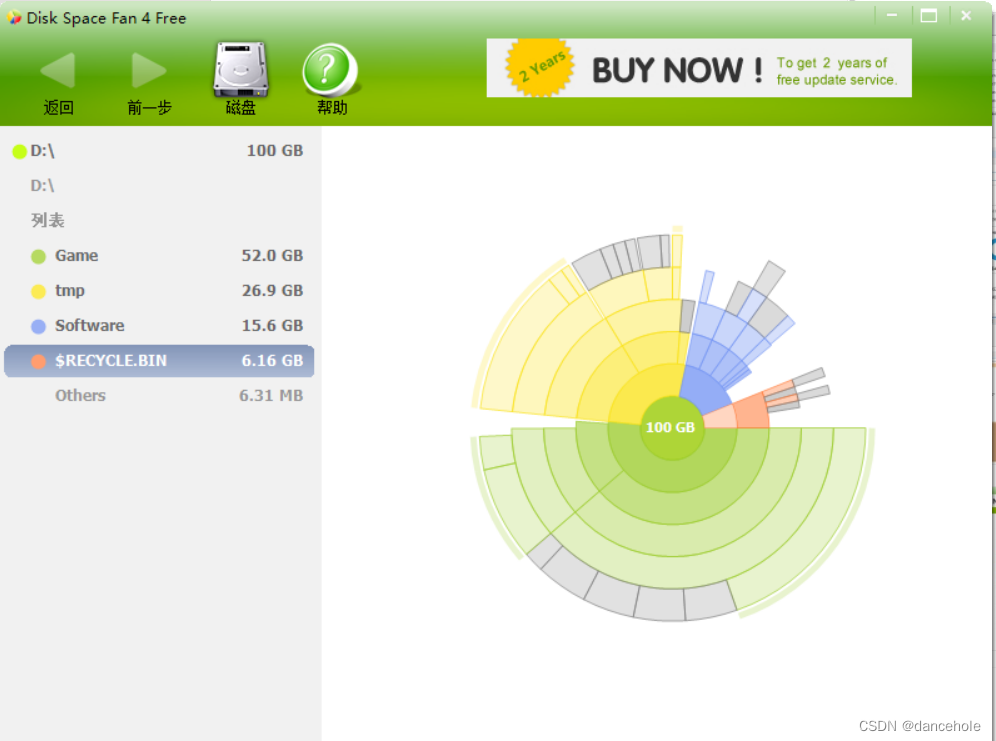 Disk Space Fan 4 Free
返回
前一步
磁盘
帮助
2 Years
BUY NOW !
To get 2 years of
free update service.
D:\ 100 GB
D:\
列表
Game 52.0 GB
tmp 26.9 GB
Software 15.6 GB
$RECYCLE.BIN 6.16 GB
Others 6.31 MB
100 GB
CSDN @dancehole